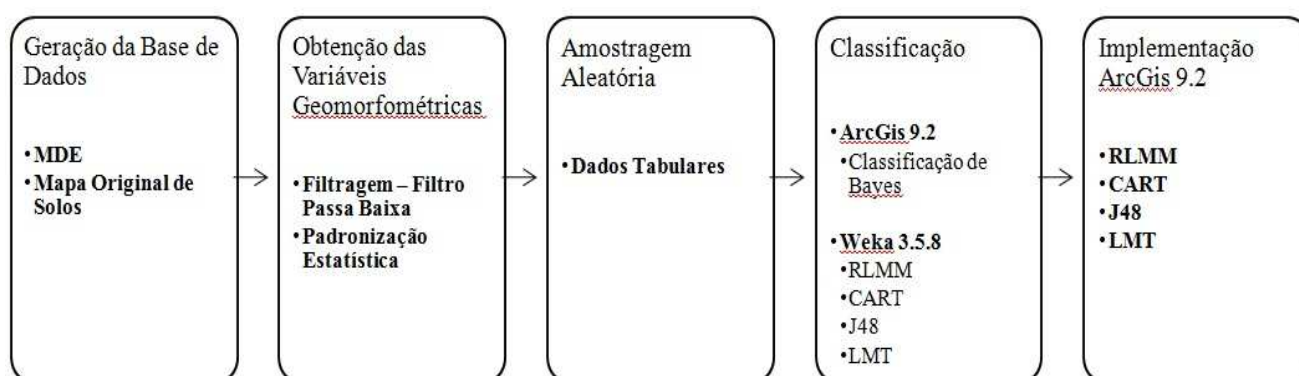 Geração da Base de
Dados
• MDE
• Mapa Original de
Solos
Obtenção das
Variáveis
Geomorfométricas
• Filtragem – Filtro
Passa Baixa
• Padronização
Estatística
Amostragem
Aleatória
• Dados Tabulares
Classificação
• ArcGis 9.2
• Classificação de
Bayes
• Weka 3.5.8
• RLMM
• CART
• J48
• LMT
Implementação
ArcGis 9.2
• RLMM
• CART
• J48
• LMT